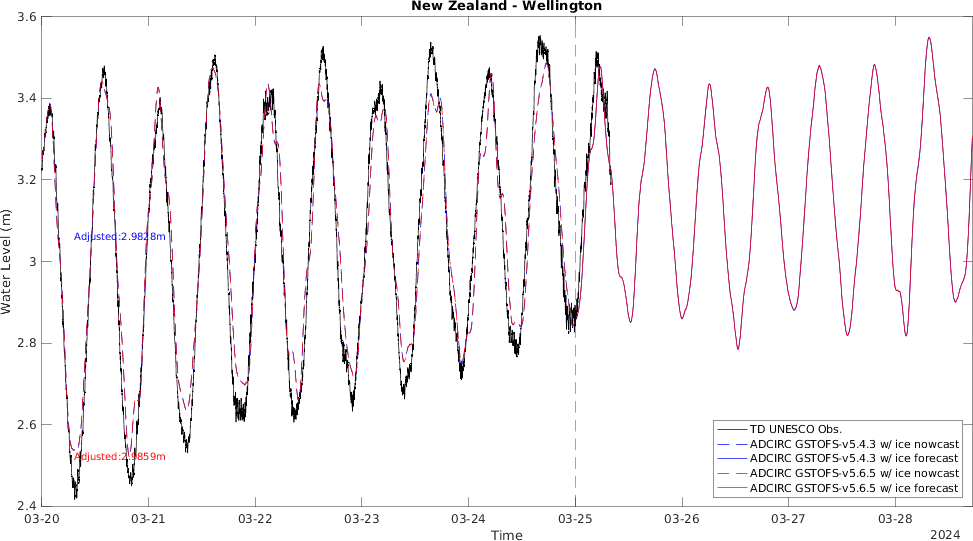 New Zealand - Wellington
Water Level (m)
3.6
3.4
3.2
3
2.8
2.6
2.4
Adjusted:2.9828m
Adjusted:2.9859m
TD UNESCO Obs.
ADCIRC GSTOFS-v5.4.3 w/ ice nowcast
ADCIRC GSTOFS-v5.4.3 w/ ice forecast
ADCIRC GSTOFS-v5.6.5 w/ ice nowcast
ADCIRC GSTOFS-v5.6.5 w/ ice forecast
03-20 03-21 03-22 03-23 03-24 03-25 03-26 03-27 03-28
Time
2024